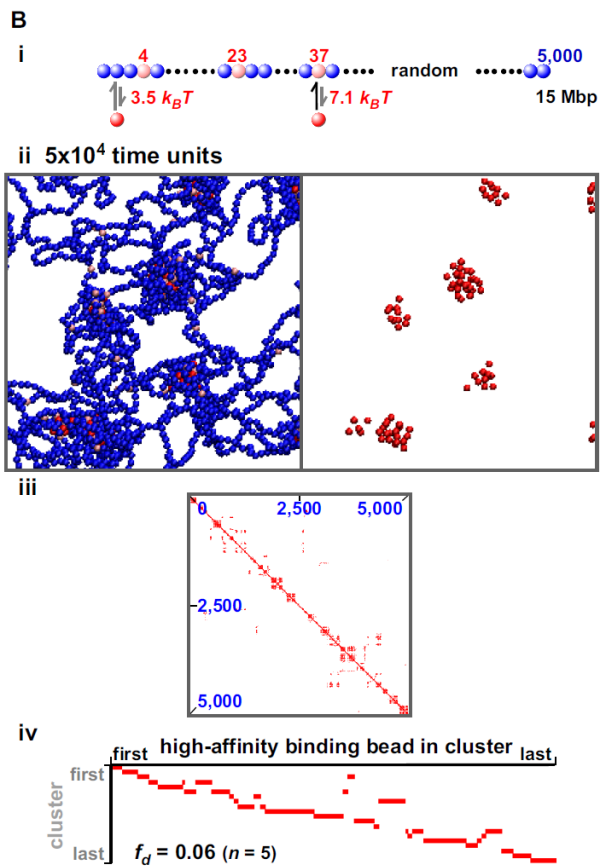 B
i
4 23 37 5,000
random
3.5 kBT 7.1 kBT 15 Mbp
ii 5x10⁴ time units
iii
0 2,500 5,000
2,500
5,000
iv
first high-affinity binding bead in cluster last
first
cluster
last
fd = 0.06 (n = 5)